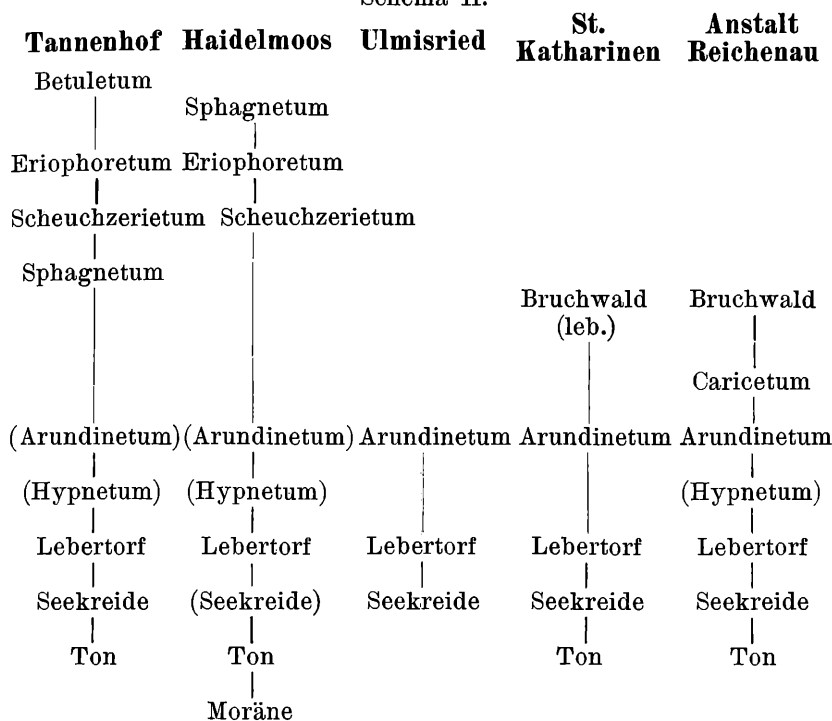 Schema II.
St. Anstalt
Tannenhof Haidelmoos Ulmisried Katharinen Reichenau
Betuletum
Sphagnetum
Eriophoretum Eriophoretum
Scheuchzerietum Scheuchzerietum
Sphagnetum
Bruchwald Bruchwald
(leb.)
Caricetum
(Arundinetum) (Arundinetum) Arundinetum Arundinetum Arundinetum
(Hypnetum) (Hypnetum) (Hypnetum)
Lebertorf Lebertorf Lebertorf Lebertorf Lebertorf
Seekreide (Seekreide) Seekreide Seekreide Seekreide
Ton Ton Ton Ton
Moräne